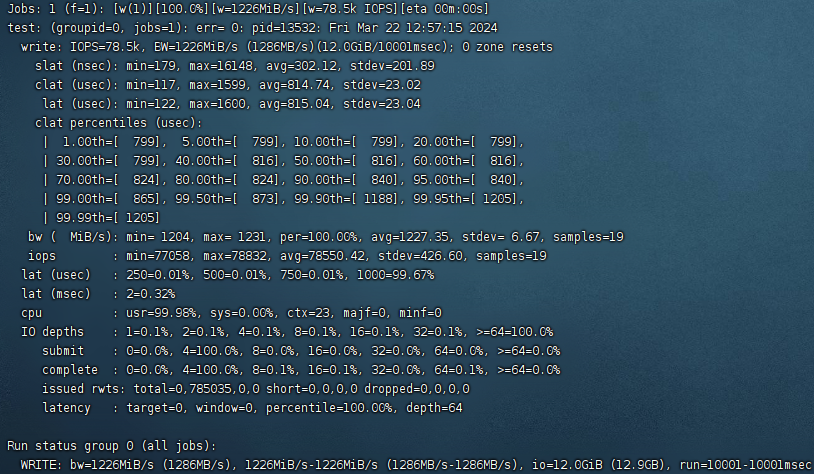 Jobs: 1 (f=1): [w(1)][100.0%][w=1226MiB/s][w=78.5k IOPS][eta 00m:00s]
test: (groupid=0, jobs=1): err= 0: pid=13532: Fri Mar 22 12:57:15 2024
write: IOPS=78.5k, BW=1226MiB/s (1286MB/s)(12.0GiB/10001msec); 0 zone resets
slat (nsec): min=179, max=16148, avg=302.12, stdev=201.89
clat (usec): min=117, max=1599, avg=814.74, stdev=23.02
lat (usec): min=122, max=1600, avg=815.04, stdev=23.04
clat percentiles (usec):
| 1.00th=[ 799], 5.00th=[ 799], 10.00th=[ 799], 20.00th=[ 799],
| 30.00th=[ 799], 40.00th=[ 816], 50.00th=[ 816], 60.00th=[ 816],
| 70.00th=[ 824], 80.00th=[ 824], 90.00th=[ 840], 95.00th=[ 840],
| 99.00th=[ 865], 99.50th=[ 873], 99.90th=[ 1188], 99.95th=[ 1205],
| 99.99th=[ 1205]
bw ( MiB/s): min= 1204, max= 1231, per=100.00%, avg=1227.35, stdev= 6.67, samples=19
iops : min=77058, max=78832, avg=78550.42, stdev=426.60, samples=19
lat (usec) : 250=0.01%, 500=0.01%, 750=0.01%, 1000=99.67%
lat (msec) : 2=0.32%
cpu : usr=99.98%, sys=0.00%, ctx=23, majf=0, minf=0
IO depths : 1=0.1%, 2=0.1%, 4=0.1%, 8=0.1%, 16=0.1%, 32=0.1%, >=64=100.0%
submit : 0=0.0%, 4=100.0%, 8=0.0%, 16=0.0%, 32=0.0%, 64=0.0%, >=64=0.0%
complete : 0=0.0%, 4=100.0%, 8=0.1%, 16=0.1%, 32=0.0%, 64=0.1%, >=64=0.0%
issued rwts: total=0,785035,0,0 short=0,0,0,0 dropped=0,0,0,0
latency : target=0, window=0, percentile=100.00%, depth=64
Run status group 0 (all jobs):
WRITE: bw=1226MiB/s (1286MB/s), 1226MiB/s-1226MiB/s (1286MB/s-1286MB/s), io=12.0GiB (12.9GB), run=10001-10001msec